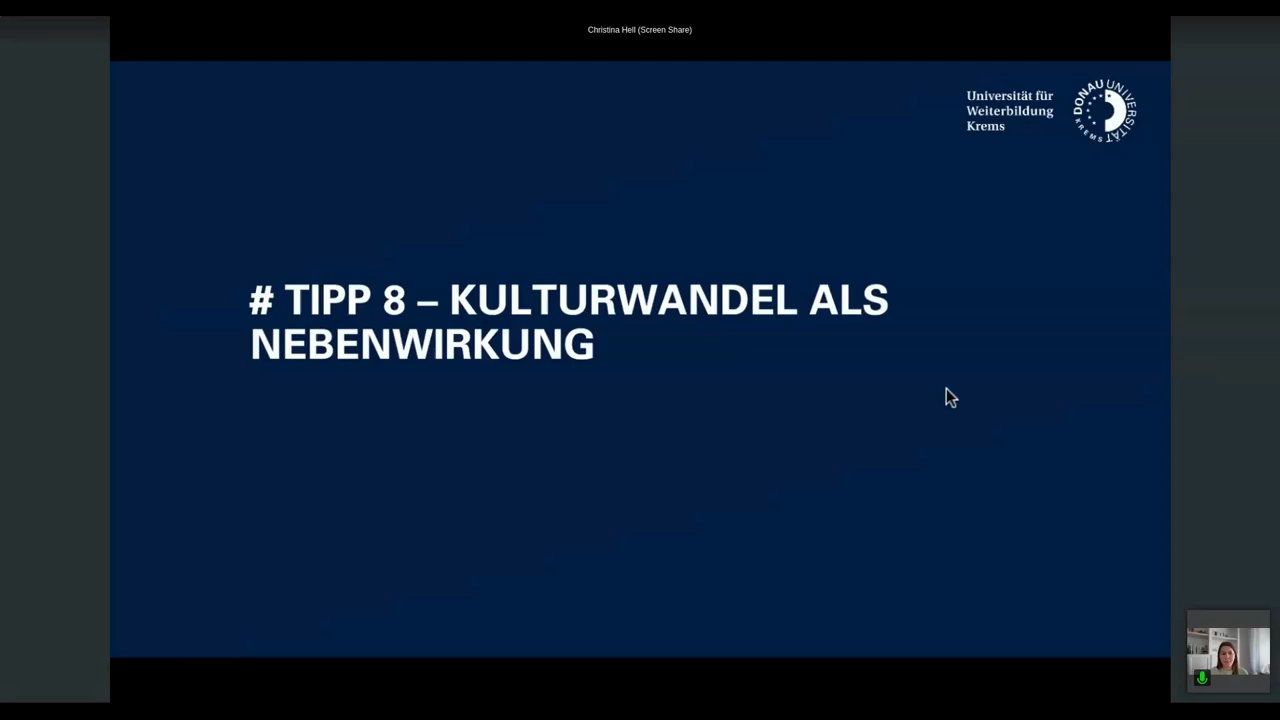 Christina Hell (Screen Share)
Universität für
Weiterbildung
Krems
DONAU UNIVERSITÄT KREMS
# TIPP 8 – KULTURWANDEL ALS
NEBENWIRKUNG